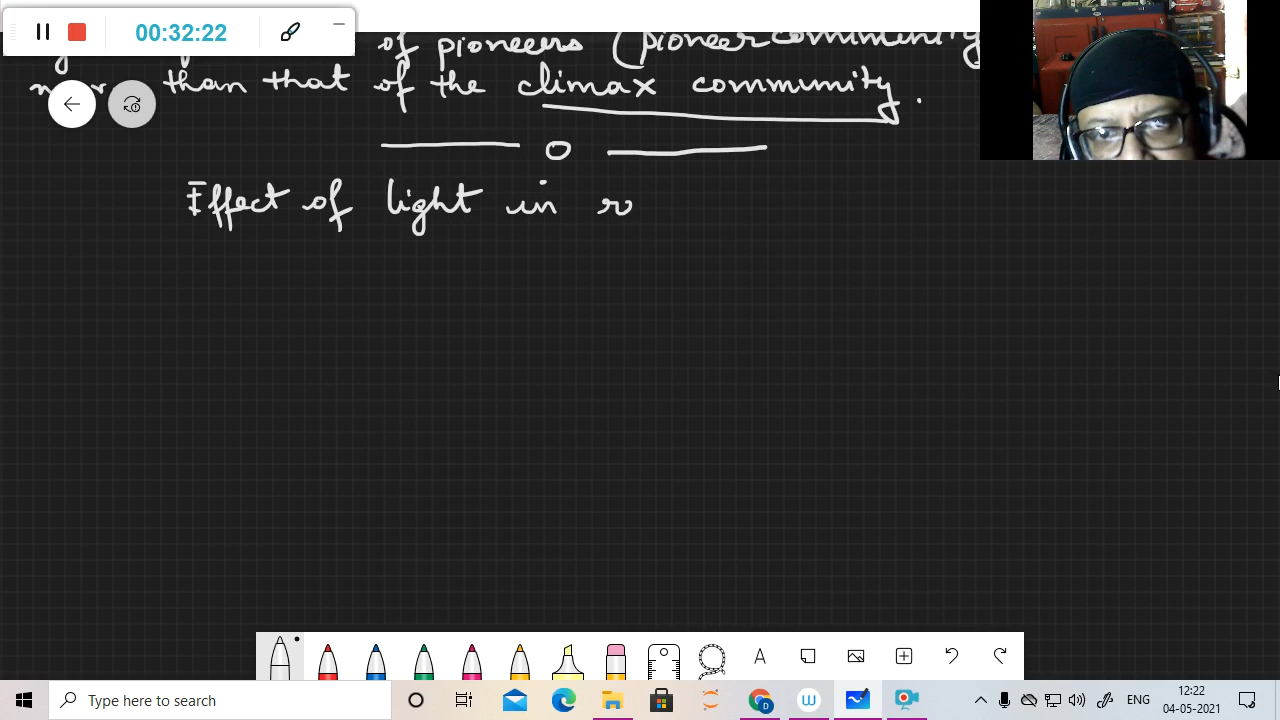 00:32:22
of pioneers (pioneer community
than that of the climax community.
Effect of light in r
A
Type here to search
ENG
12:22
04-05-2021